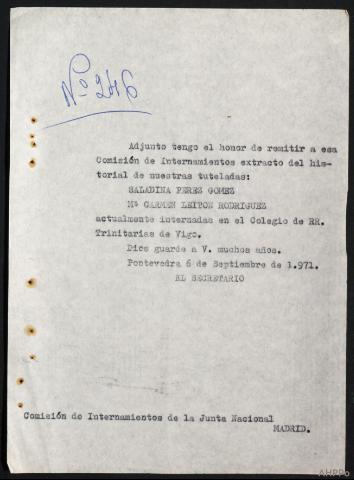 Nº 246
Adjunto tengo el honor de remitir a esa
Comisión de Internamientos extracto del his-
torial de nuestras tuteladas:
SALADINA PEREZ GOMEZ
Mª CARMEN LEITON RODRIGUEZ
actualmente internadas en el Colegio de RR.
Trinitarias de Vigo.
Dios guarde a V. muchos años.
Pontevedra 6 de Septiembre de 1.971.
EL SECRETARIO
Comisión de Internamientos de la Junta Nacional
MADRID.
AHPPo